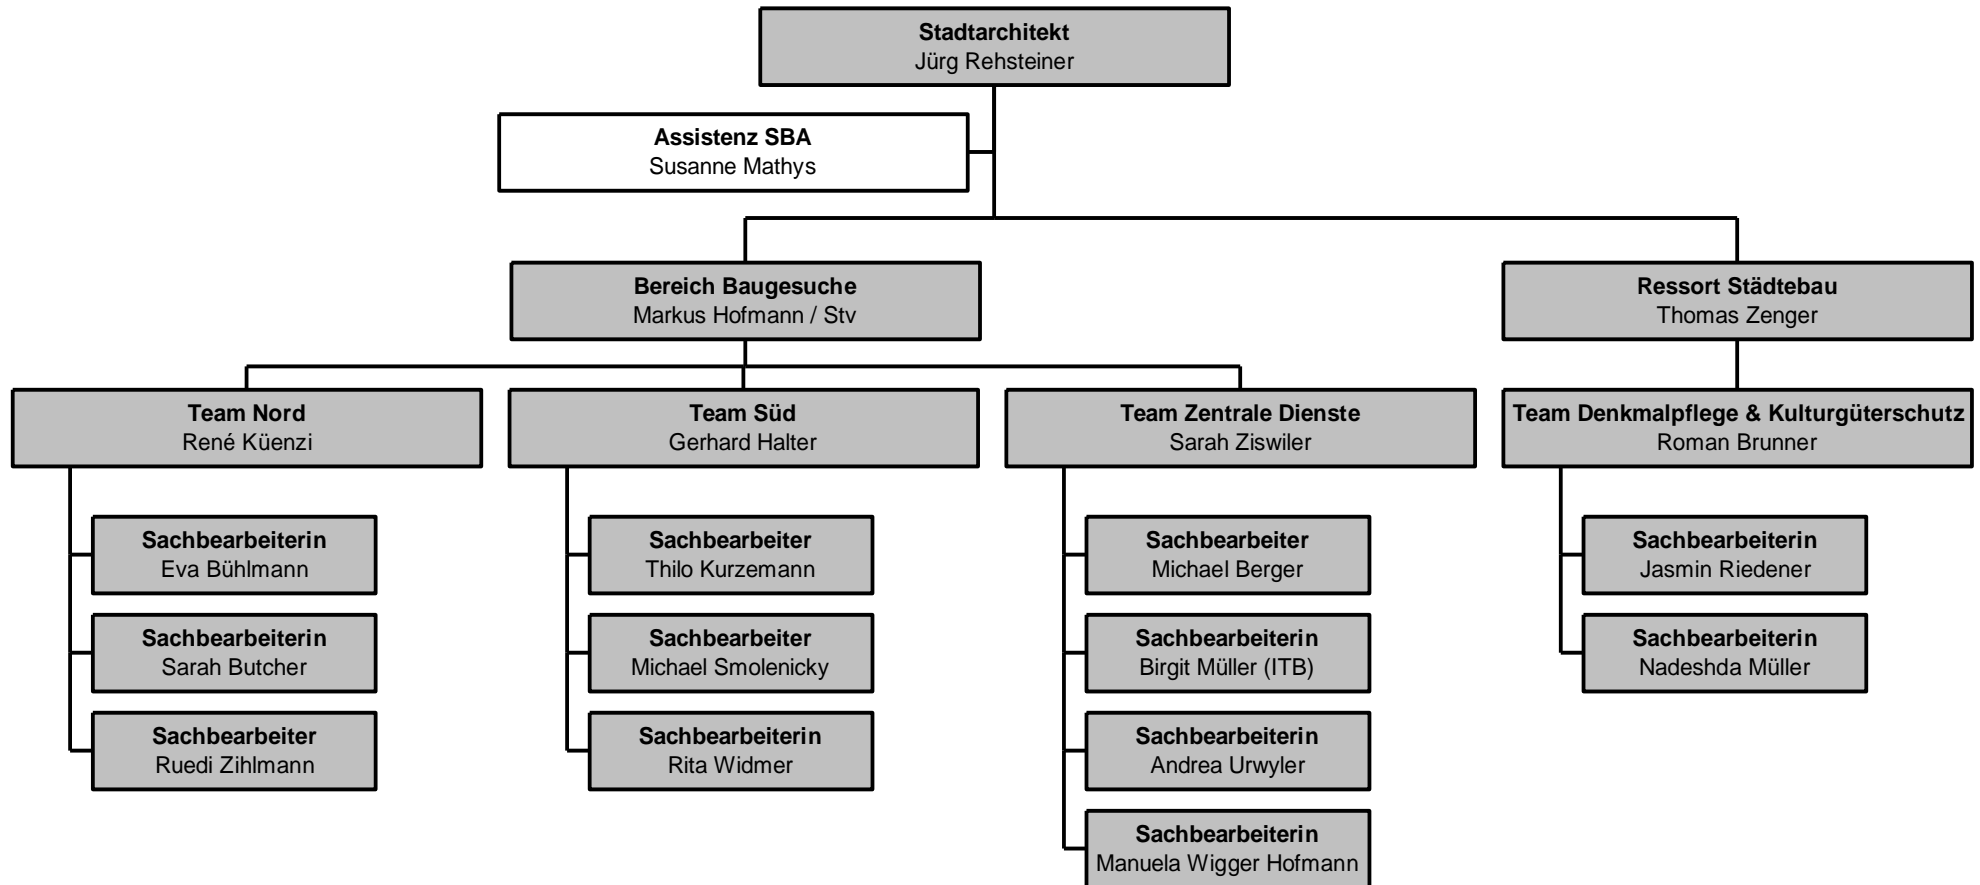 Stadtarchitekt
Jürg Rehsteiner
Assistenz SBA
Susanne Mathys
Bereich Baugesuche
Markus Hofmann / Stv
Ressort Städtebau
Thomas Zenger
Team Nord
René Küenzi
Team Süd
Gerhard Halter
Team Zentrale Dienste
Sarah Ziswiler
Team Denkmalpflege & Kulturgüterschutz
Roman Brunner
Sachbearbeiterin
Eva Bühlmann
Sachbearbeiterin
Sarah Butcher
Sachbearbeiter
Ruedi Zihlmann
Sachbearbeiter
Thilo Kurzemann
Sachbearbeiter
Michael Smolenicky
Sachbearbeiterin
Rita Widmer
Sachbearbeiter
Michael Berger
Sachbearbeiterin
Birgit Müller (ITB)
Sachbearbeiterin
Andrea Urwyler
Sachbearbeiterin
Manuela Wigger Hofmann
Sachbearbeiterin
Jasmin Riedener
Sachbearbeiterin
Nadeshda Müller